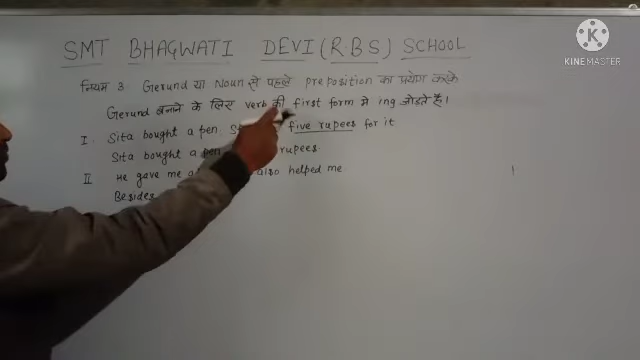 SMT BHAGWATI DEVI (R.B.S) SCHOOL
नियम 3. Gerund या Noun से पहले preposition का प्रयोग करके
Gerund बनाने के लिए verb की first form में ing जोड़ते हैं।
I. Sita bought a pen. five rupees for it
Sita bought a pen rupees
II He gave me also helped me
Besides
KINEMASTER